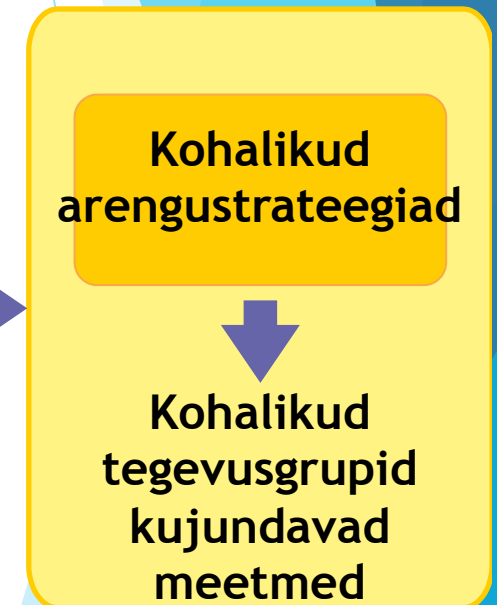 Kohalikud
arengustrateegiad
Kohalikud
tegevusgrupid
kujundavad
meetmed